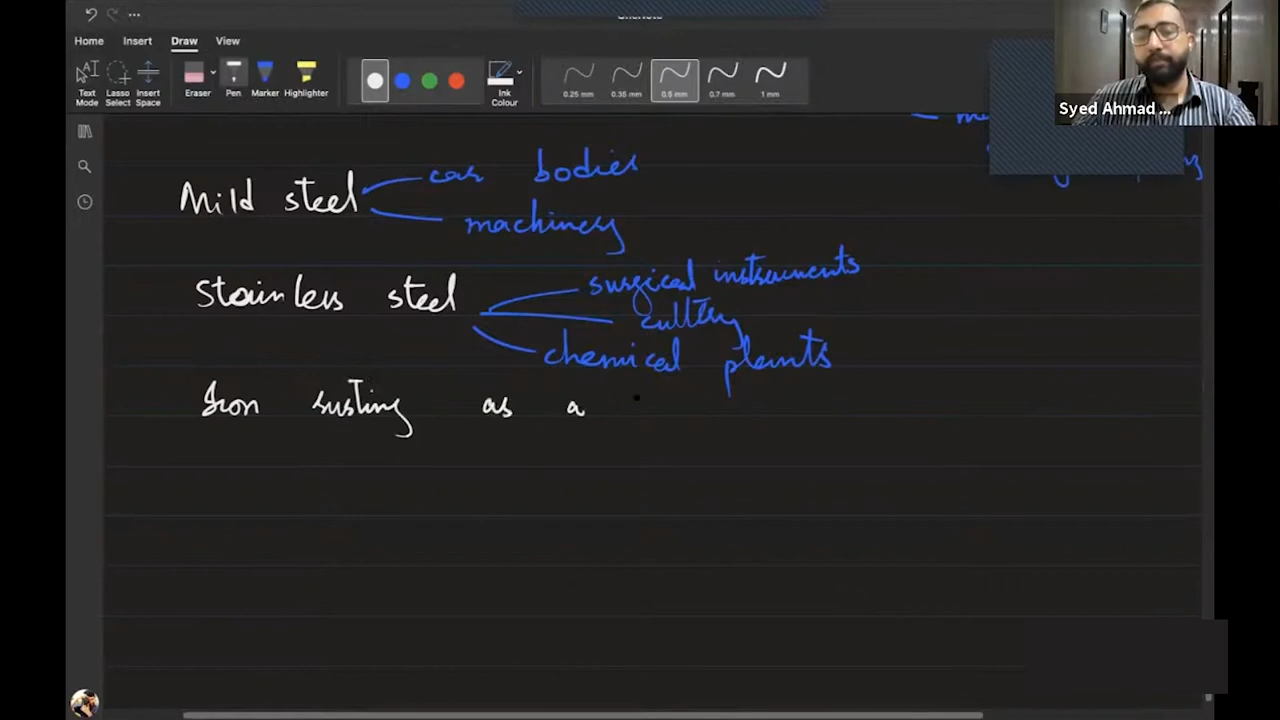 OneNote
Home Insert Draw View
Text Mode Lasso Select Insert Space Eraser Pen Marker Highlighter Ink Colour 0.25 mm 0.35 mm 0.5 mm 0.7 mm 1 mm
Syed Ahmad ...
Mild steel car bodies
machinery
Stainless steel surgical instruments
cutlery
chemical plants
Iron rusting as a